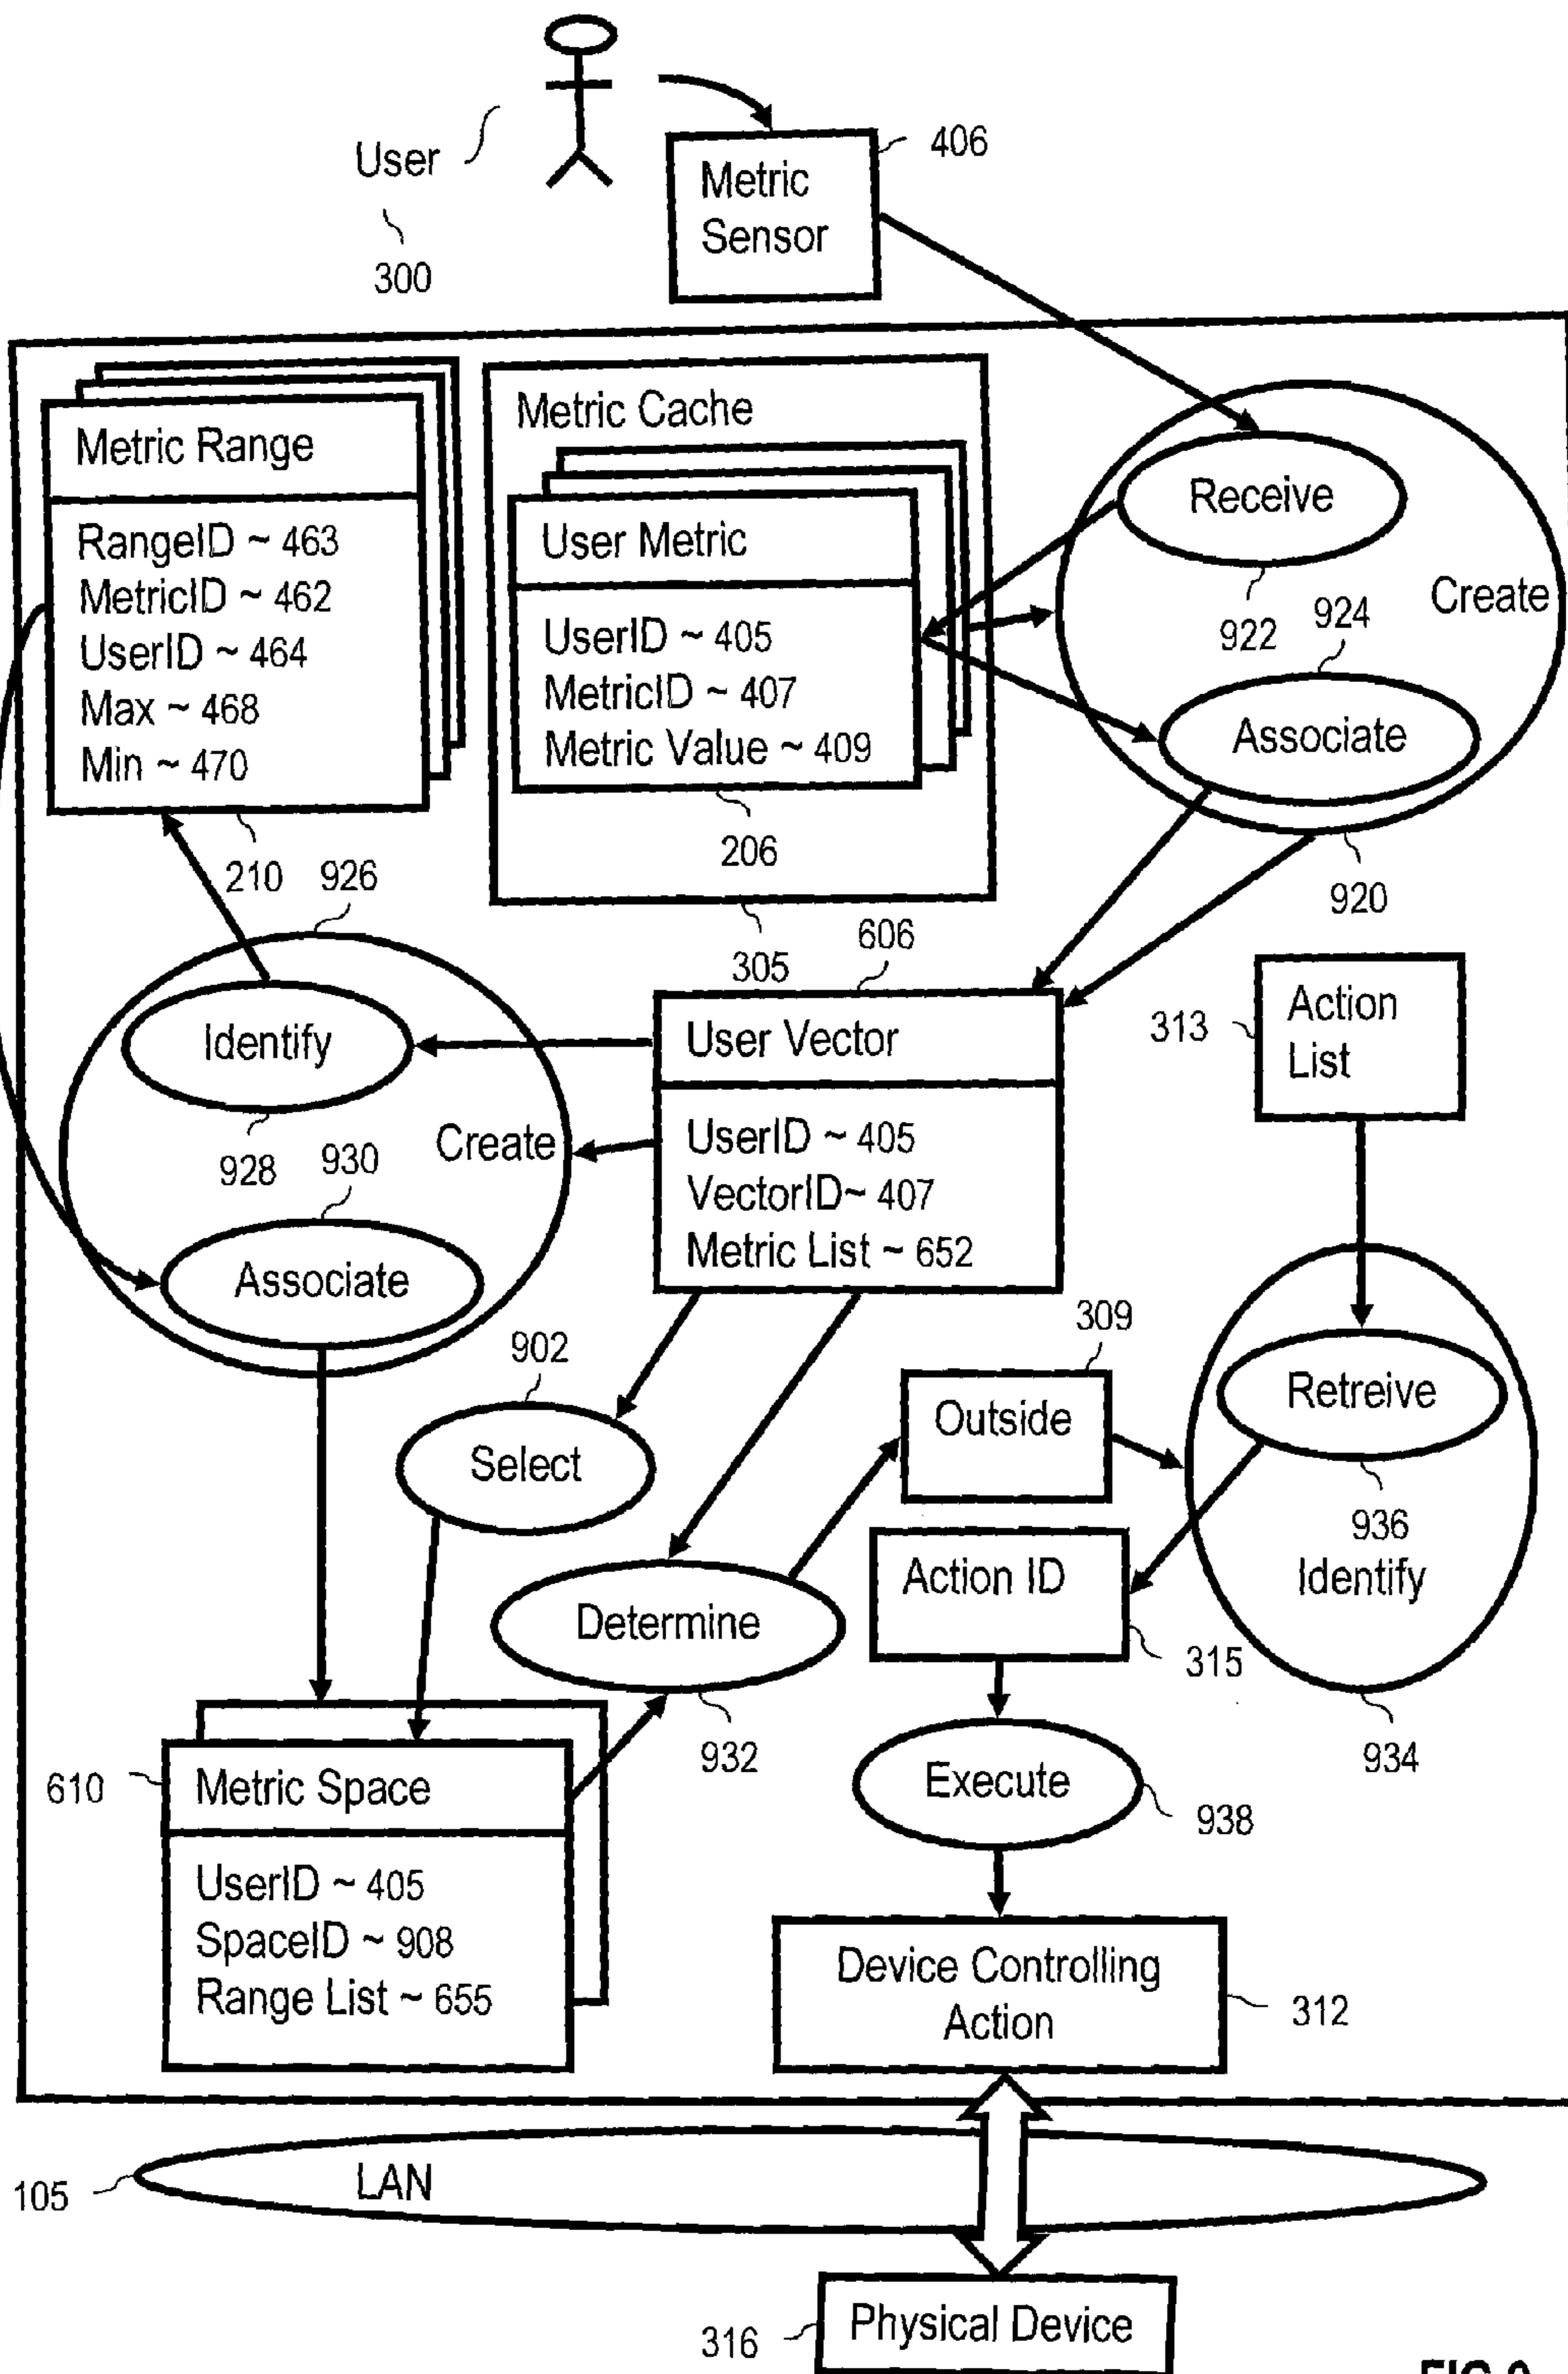 User
300
Metric
Sensor
406
Metric Range
RangeID ~ 463
MetricID ~ 462
UserID ~ 464
Max ~ 468
Min ~ 470
210
Metric Cache
User Metric
UserID ~ 405
MetricID ~ 407
Metric Value ~ 409
206
305
Receive
922
924
Create
Associate
920
926
Identify
928
930
Create
Associate
606
User Vector
UserID ~ 405
VectorID~ 407
Metric List ~ 652
313
Action
List
902
Select
309
Outside
Retreive
936
Identify
934
Action ID
315
Determine
932
Execute
938
610
Metric Space
UserID ~ 405
SpaceID ~ 908
Range List ~ 655
Device Controlling
Action
312
105
LAN
316
Physical Device